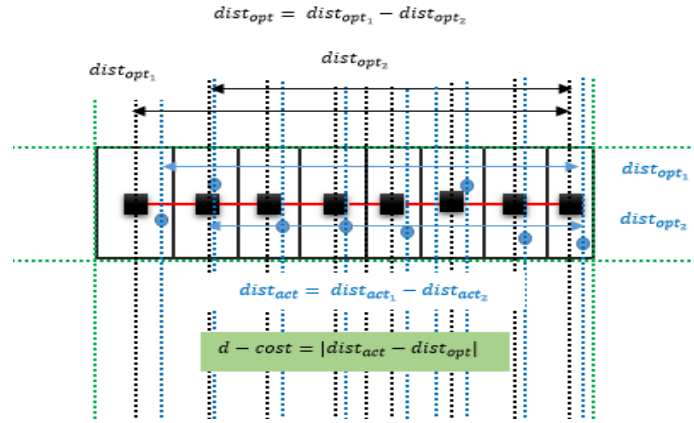 dist_opt = dist_opt₁ − dist_opt₂
dist_opt₂
dist_opt₁
dist_opt₁
dist_opt₂
dist_act = dist_act₁ − dist_act₂
d − cost = |dist_act − dist_opt|